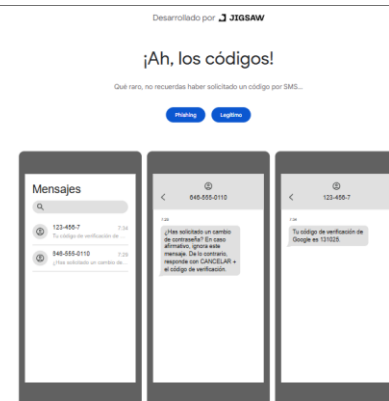 Desarrollado por JIGSAW
¡Ah, los códigos!
Qué raro, no recuerdas haber solicitado un código por SMS...
Phishing
Legítimo
Mensajes
123-456-7
7:34
Tu código de verificación de ...
646-555-0110
7:23
¿Has solicitado un cambio de...
646-555-0110
7:23
¿Has solicitado un cambio
de contraseña? En caso
afirmativo, ignora este
mensaje. De lo contrario,
responde con CANCELAR +
el código de verificación.
123-456-7
7:34
Tu código de verificación de
Google es 131025.